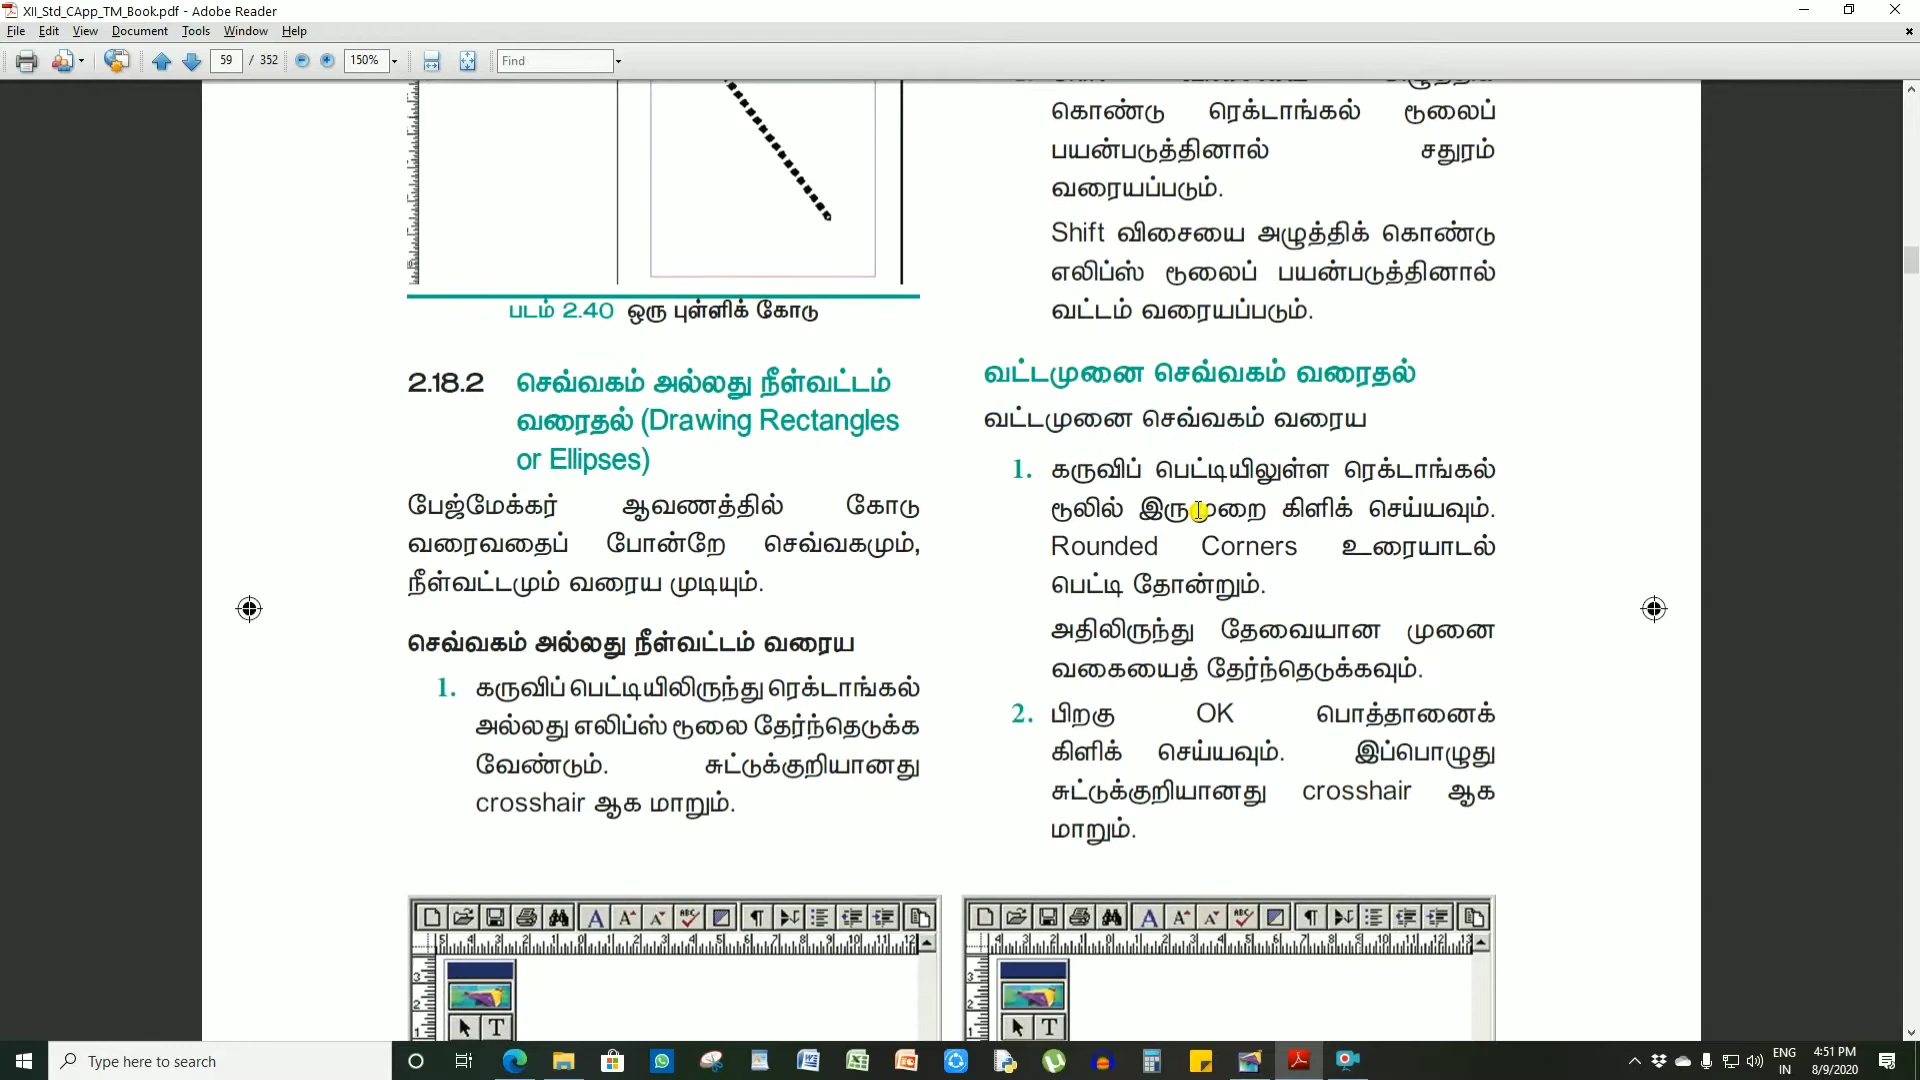 XII_Std_CApp_TM_Book.pdf - Adobe Reader
File Edit View Document Tools Window Help
59 / 352 150% Find
படம் 2.40 ஒரு புள்ளிக் கோடு
2.18.2 செவ்வகம் அல்லது நீள்வட்டம்
வரைதல் (Drawing Rectangles
or Ellipses)
பேஜ்மேக்கர் ஆவணத்தில் கோடு
வரைவதைப் போன்றே செவ்வகமும்,
நீள்வட்டமும் வரைய முடியும்.
செவ்வகம் அல்லது நீள்வட்டம் வரைய
1. கருவிப் பெட்டியிலிருந்து ரெக்டாங்கல்
அல்லது எலிப்ஸ் டூலை தேர்ந்தெடுக்க
வேண்டும். சுட்டுக்குறியானது
crosshair ஆக மாறும்.
கொண்டு ரெக்டாங்கல் டூலைப்
பயன்படுத்தினால் சதுரம்
வரையப்படும்.
Shift விசையை அழுத்திக் கொண்டு
எலிப்ஸ் டூலைப் பயன்படுத்தினால்
வட்டம் வரையப்படும்.
வட்டமுனை செவ்வகம் வரைதல்
வட்டமுனை செவ்வகம் வரைய
1. கருவிப் பெட்டியிலுள்ள ரெக்டாங்கல்
டூலில் இருமுறை கிளிக் செய்யவும்.
Rounded Corners உரையாடல்
பெட்டி தோன்றும்.
அதிலிருந்து தேவையான முனை
வகையைத் தேர்ந்தெடுக்கவும்.
2. பிறகு OK பொத்தானைக்
கிளிக் செய்யவும். இப்பொழுது
சுட்டுக்குறியானது crosshair ஆக
மாறும்.
Type here to search
ENG
IN
4:51 PM
8/9/2020